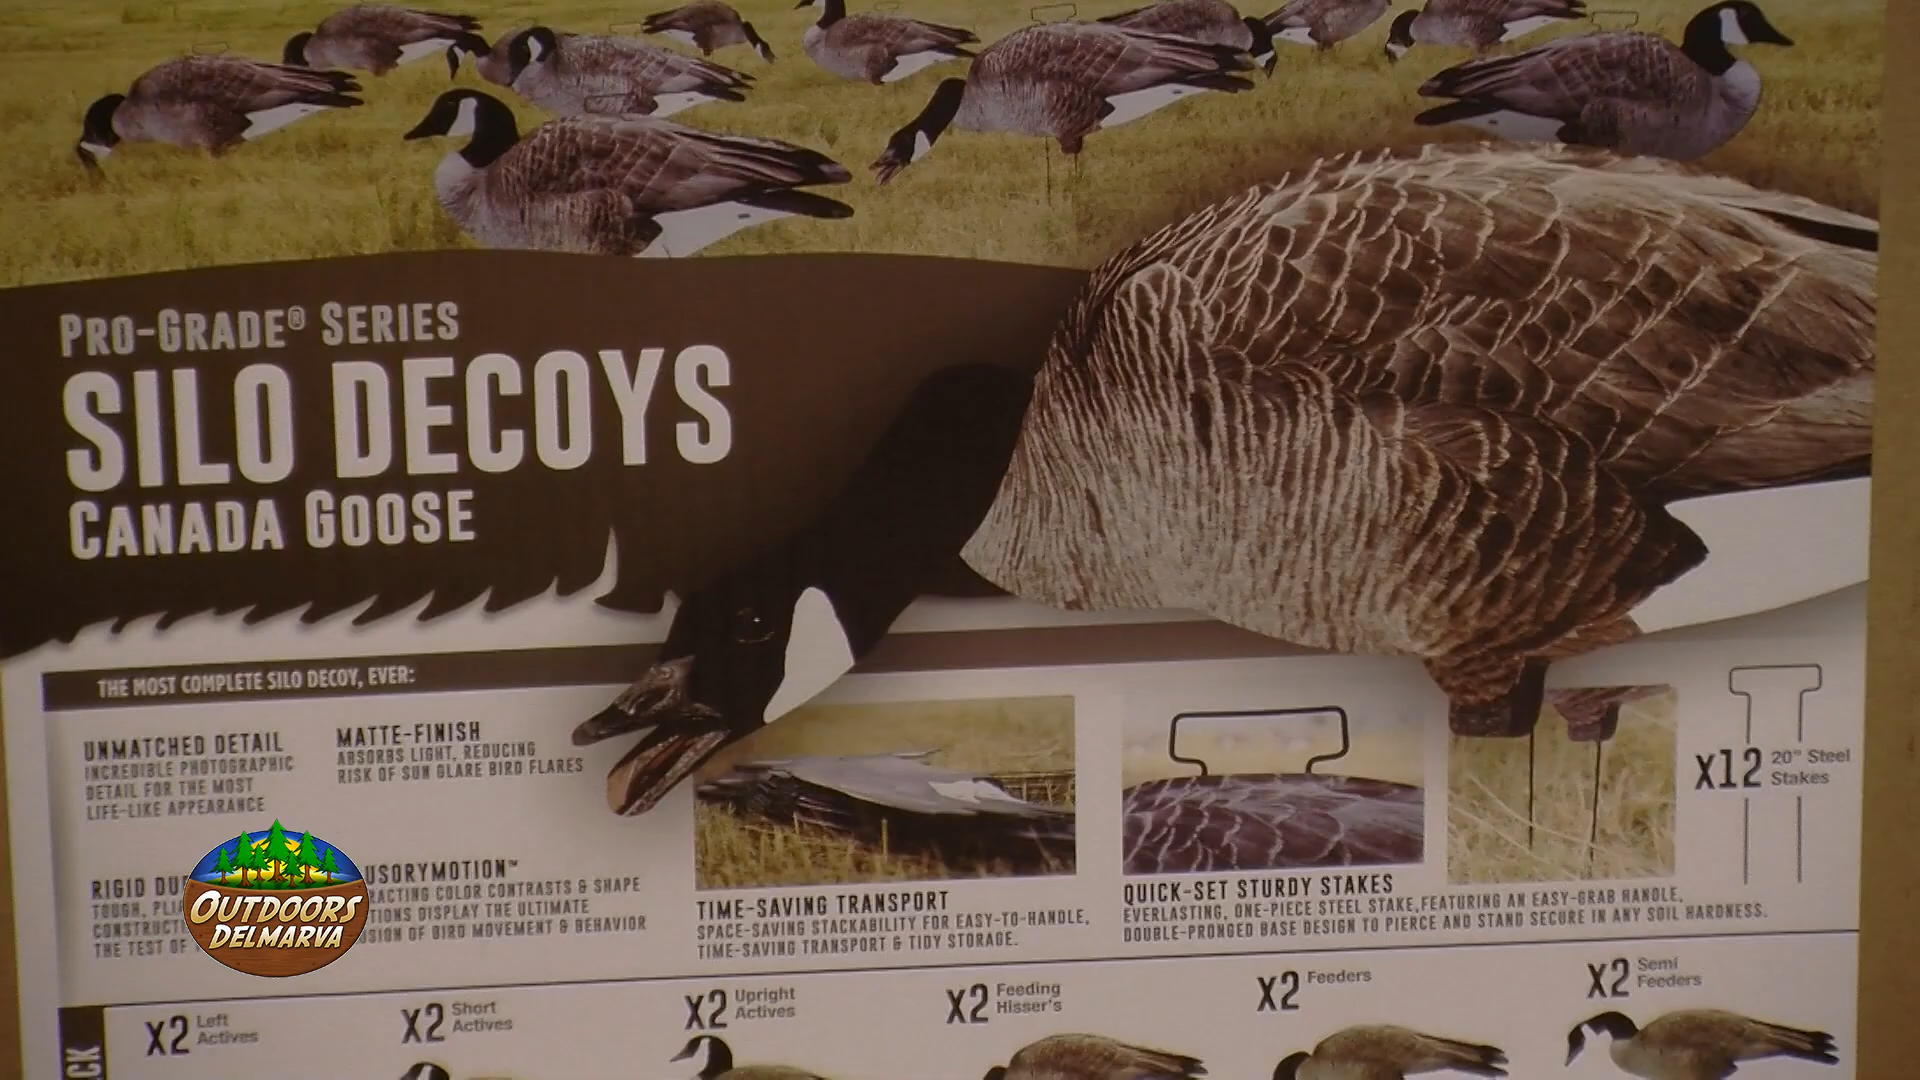 PRO-GRADE® SERIES
SILO DECOYS
CANADA GOOSE
THE MOST COMPLETE SILO DECOY, EVER:
UNMATCHED DETAIL
INCREDIBLE PHOTOGRAPHIC
DETAIL FOR THE MOST
LIFE-LIKE APPEARANCE
MATTE-FINISH
ABSORBS LIGHT, REDUCING
RISK OF SUN GLARE BIRD FLARES
RIGID
TOUGH,
THE TEST OF
COLOR CONTRASTS & SHAPE
DISPLAY THE ULTIMATE
OF BIRD MOVEMENT & BEHAVIOR
OUTDOORS
DELMARVA
TIME-SAVING TRANSPORT
SPACE-SAVING STACKABILITY FOR EASY-TO-HANDLE,
TIME-SAVING TRANSPORT & TIDY STORAGE.
QUICK-SET STURDY STAKES
EVERLASTING, ONE-PIECE STEEL STAKE, FEATURING AN EASY-GRAB HANDLE,
DOUBLE-PRONGED BASE DESIGN TO PIERCE AND STAND SECURE IN ANY SOIL HARDNESS.
X12 20" Steel
Stakes
X2 Left
Actives
X2 Short
Actives
X2 Upright
Actives
X2 Feeding
Hisser's
X2 Feeders
X2 Semi
Feeders